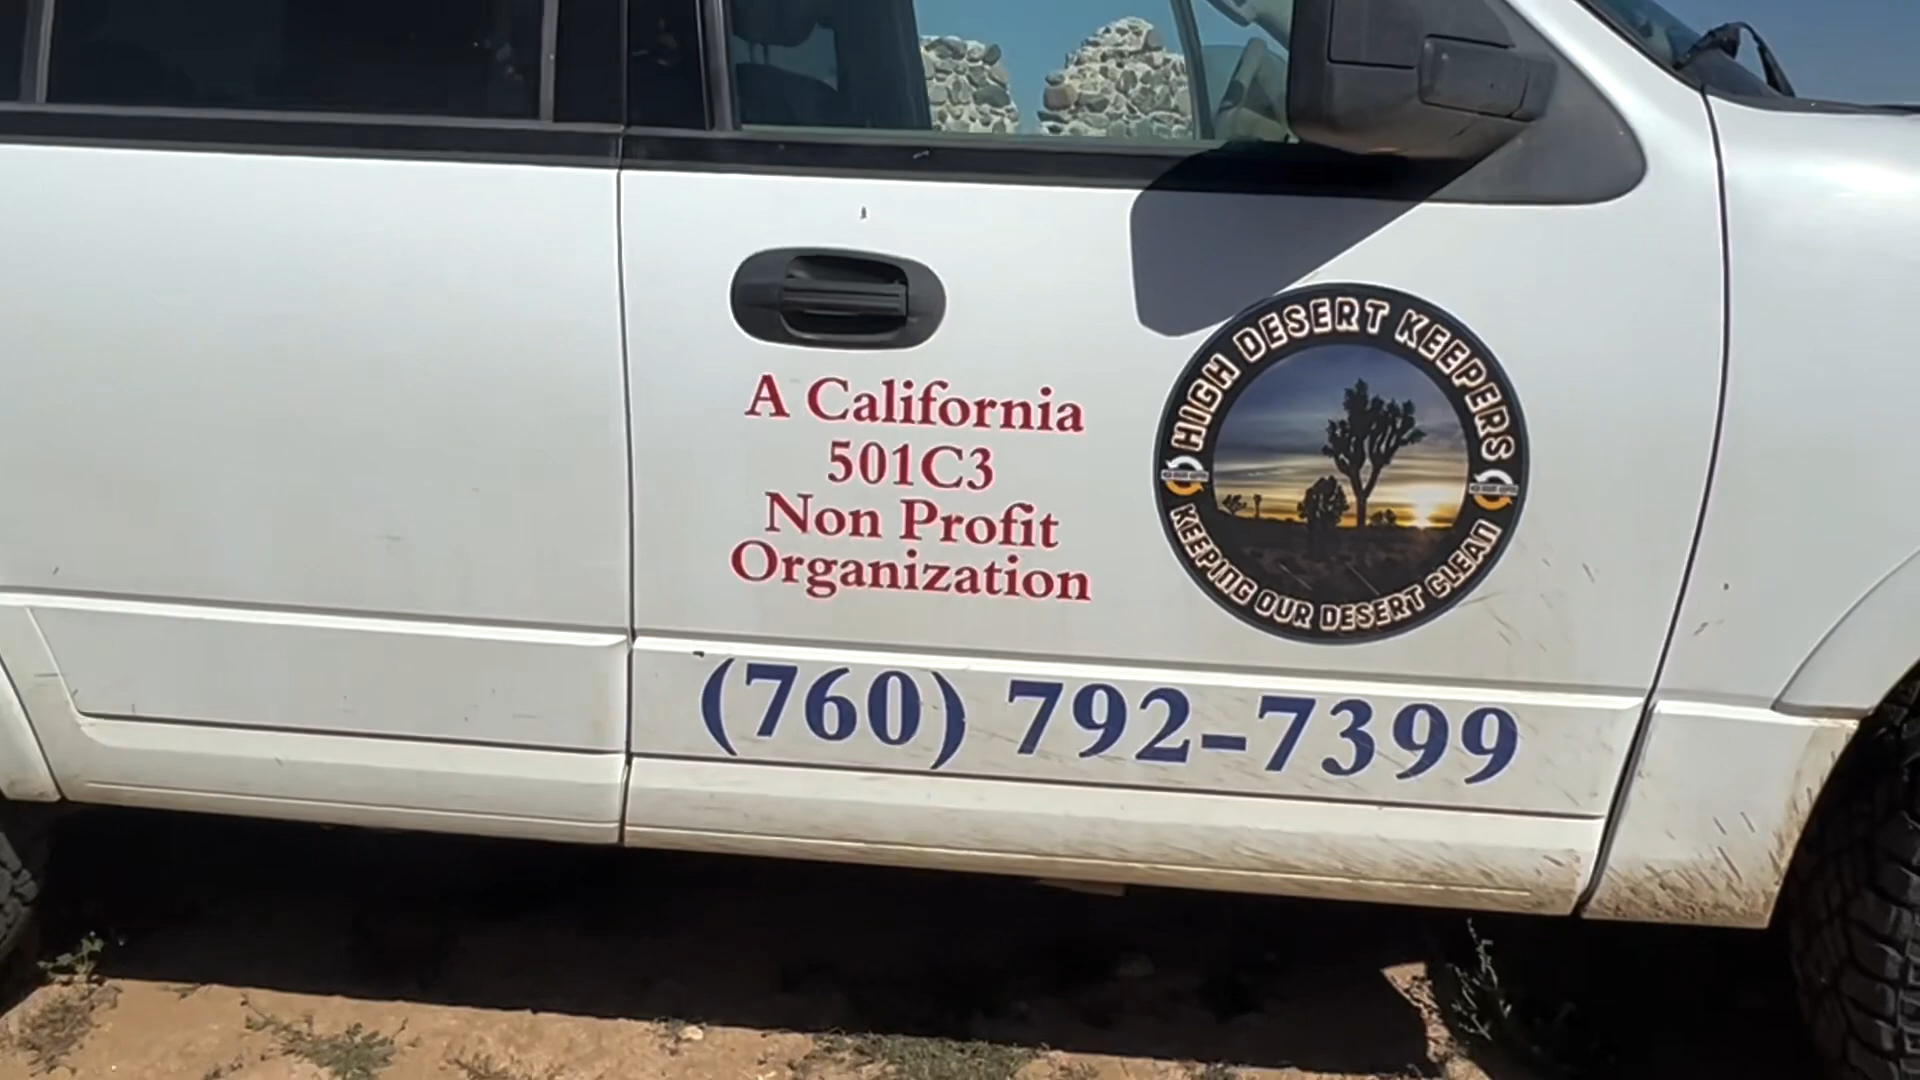 A California
501C3
Non Profit
Organization
HIGH DESERT KEEPERS
KEEPING OUR DESERT CLEAN
(760) 792-7399